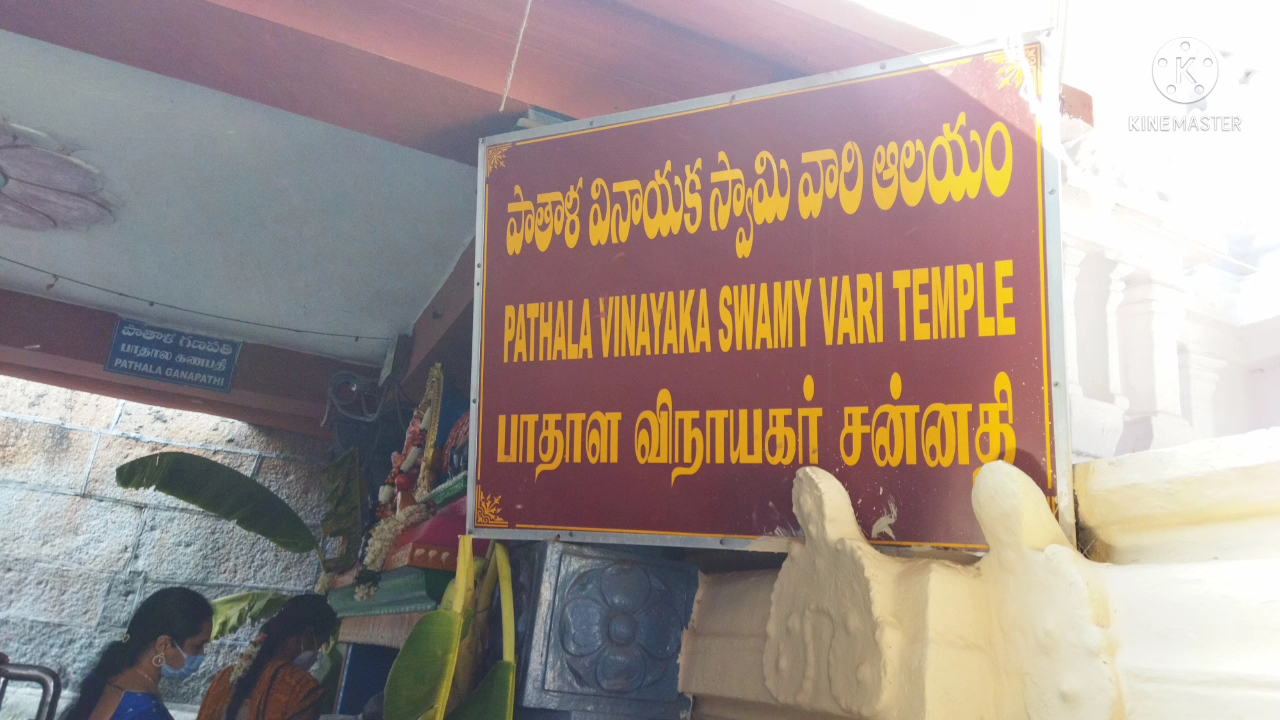 పాతాళ వినాయక స్వామి వారి ఆలయం
PATHALA VINAYAKA SWAMY VARI TEMPLE
பாதாள விநாயகர் சன்னதி
పాతాళ గణపతి
பாதாள கணபதி
PATHALA GANAPATHI
K
KINEMASTER